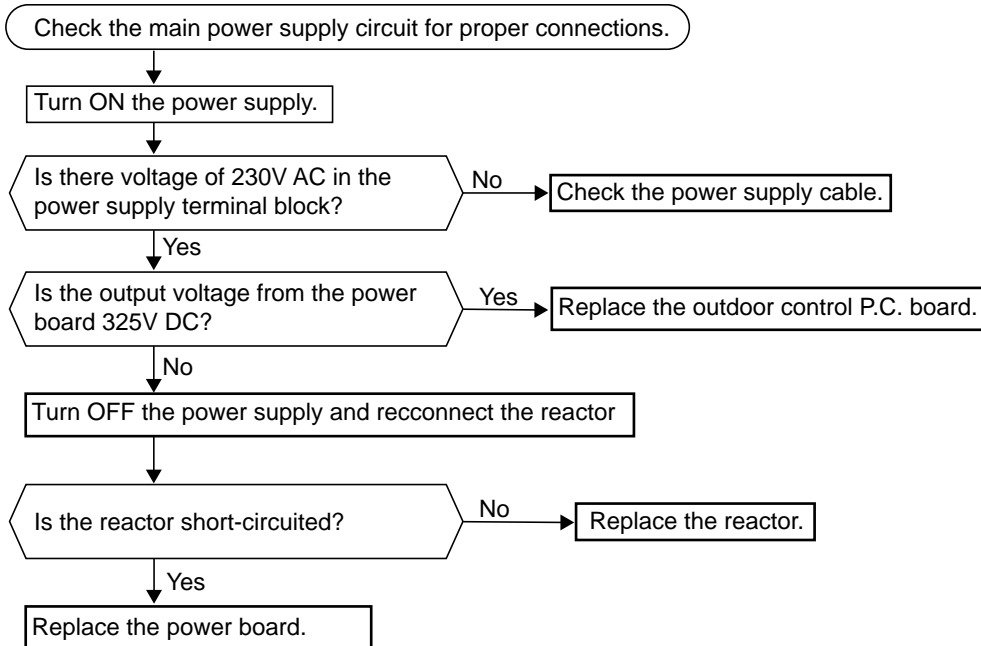 Check the main power supply circuit for proper connections.
Turn ON the power supply.
Is there voltage of 230V AC in the
power supply terminal block?
No
Check the power supply cable.
Yes
Is the output voltage from the power
board 325V DC?
Yes
Replace the outdoor control P.C. board.
No
Turn OFF the power supply and recconnect the reactor
Is the reactor short-circuited?
No
Replace the reactor.
Yes
Replace the power board.